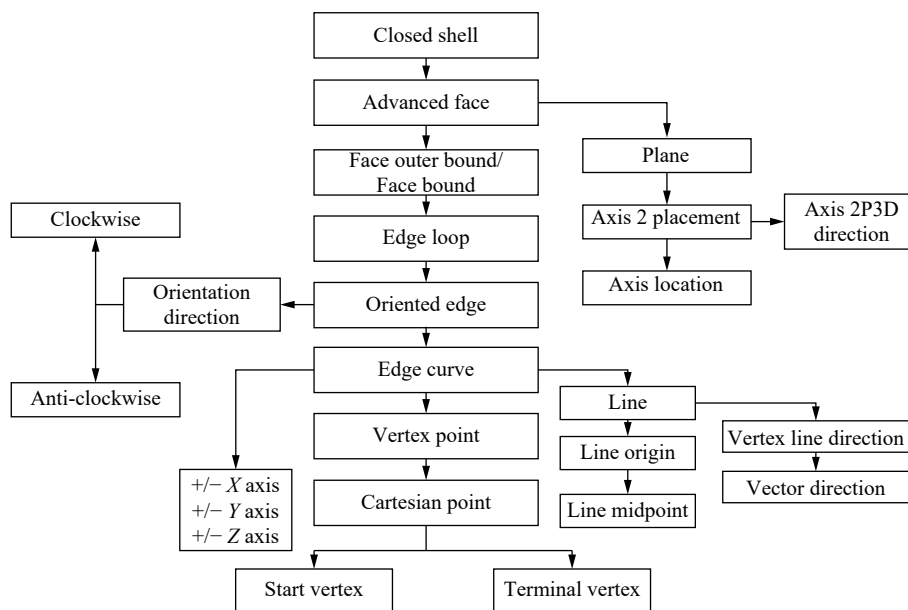 Closed shell
Advanced face
Plane
Face outer bound/
Face bound
Clockwise
Axis 2 placement
Axis 2P3D
direction
Edge loop
Axis location
Orientation
direction
Oriented edge
Edge curve
Anti-clockwise
Line
Vertex point
Vertex line direction
Line origin
+/− X axis
+/− Y axis
+/− Z axis
Cartesian point
Vector direction
Line midpoint
Start vertex
Terminal vertex